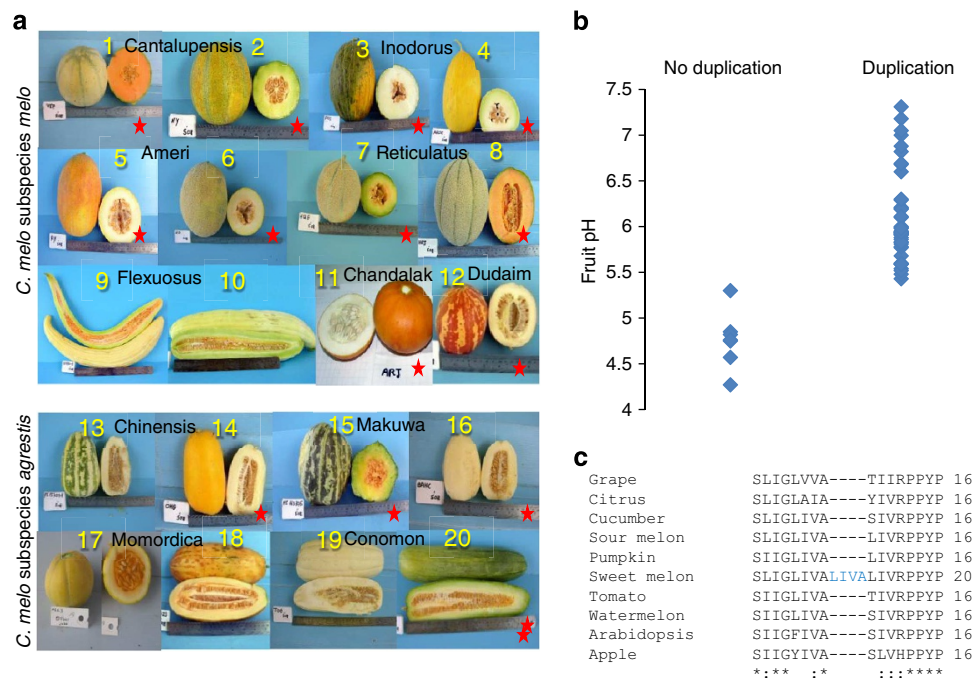 a
C. melo subspecies melo
1 Cantalupensis 2
3 Inodorus 4
5 Ameri 6
7 Reticulatus 8
9 Flexuosus 10
11 Chandalak
12 Dudaim
ART
C. melo subspecies agrestis
13 Chinensis 14
15 Makuwa 16
17 Momordica 18
19 Conomon 20
b
No duplication Duplication
Fruit pH
7.5
7
6.5
6
5.5
5
4.5
4
c
Grape SLIGLVVA----TIIRPPYP 16
Citrus SLIGLAIA----YIVRPPYP 16
Cucumber SLIGLIVA----SIVRPPYP 16
Sour melon SLIGLIVA----LIVRPPYP 16
Pumpkin SIIGLIVA----LIVRPPYP 16
Sweet melon SLIGLIVALIVALIVRPPYP 20
Tomato SIIGLIVA----TIVRPPYP 16
Watermelon SIIGLIVA----SIVRPPYP 16
Arabidopsis SIIGFIVA----SIVRPPYP 16
Apple SIIGYIVA----SLVHPPYP 16
*:** :* :::****